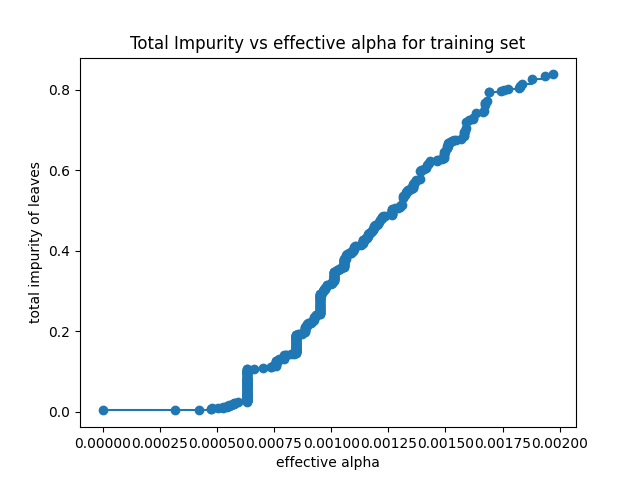 Total Impurity vs effective alpha for training set
total impurity of leaves
0.8
0.6
0.4
0.2
0.0
0.00000 0.00025 0.00050 0.00075 0.00100 0.00125 0.00150 0.00175 0.00200
effective alpha